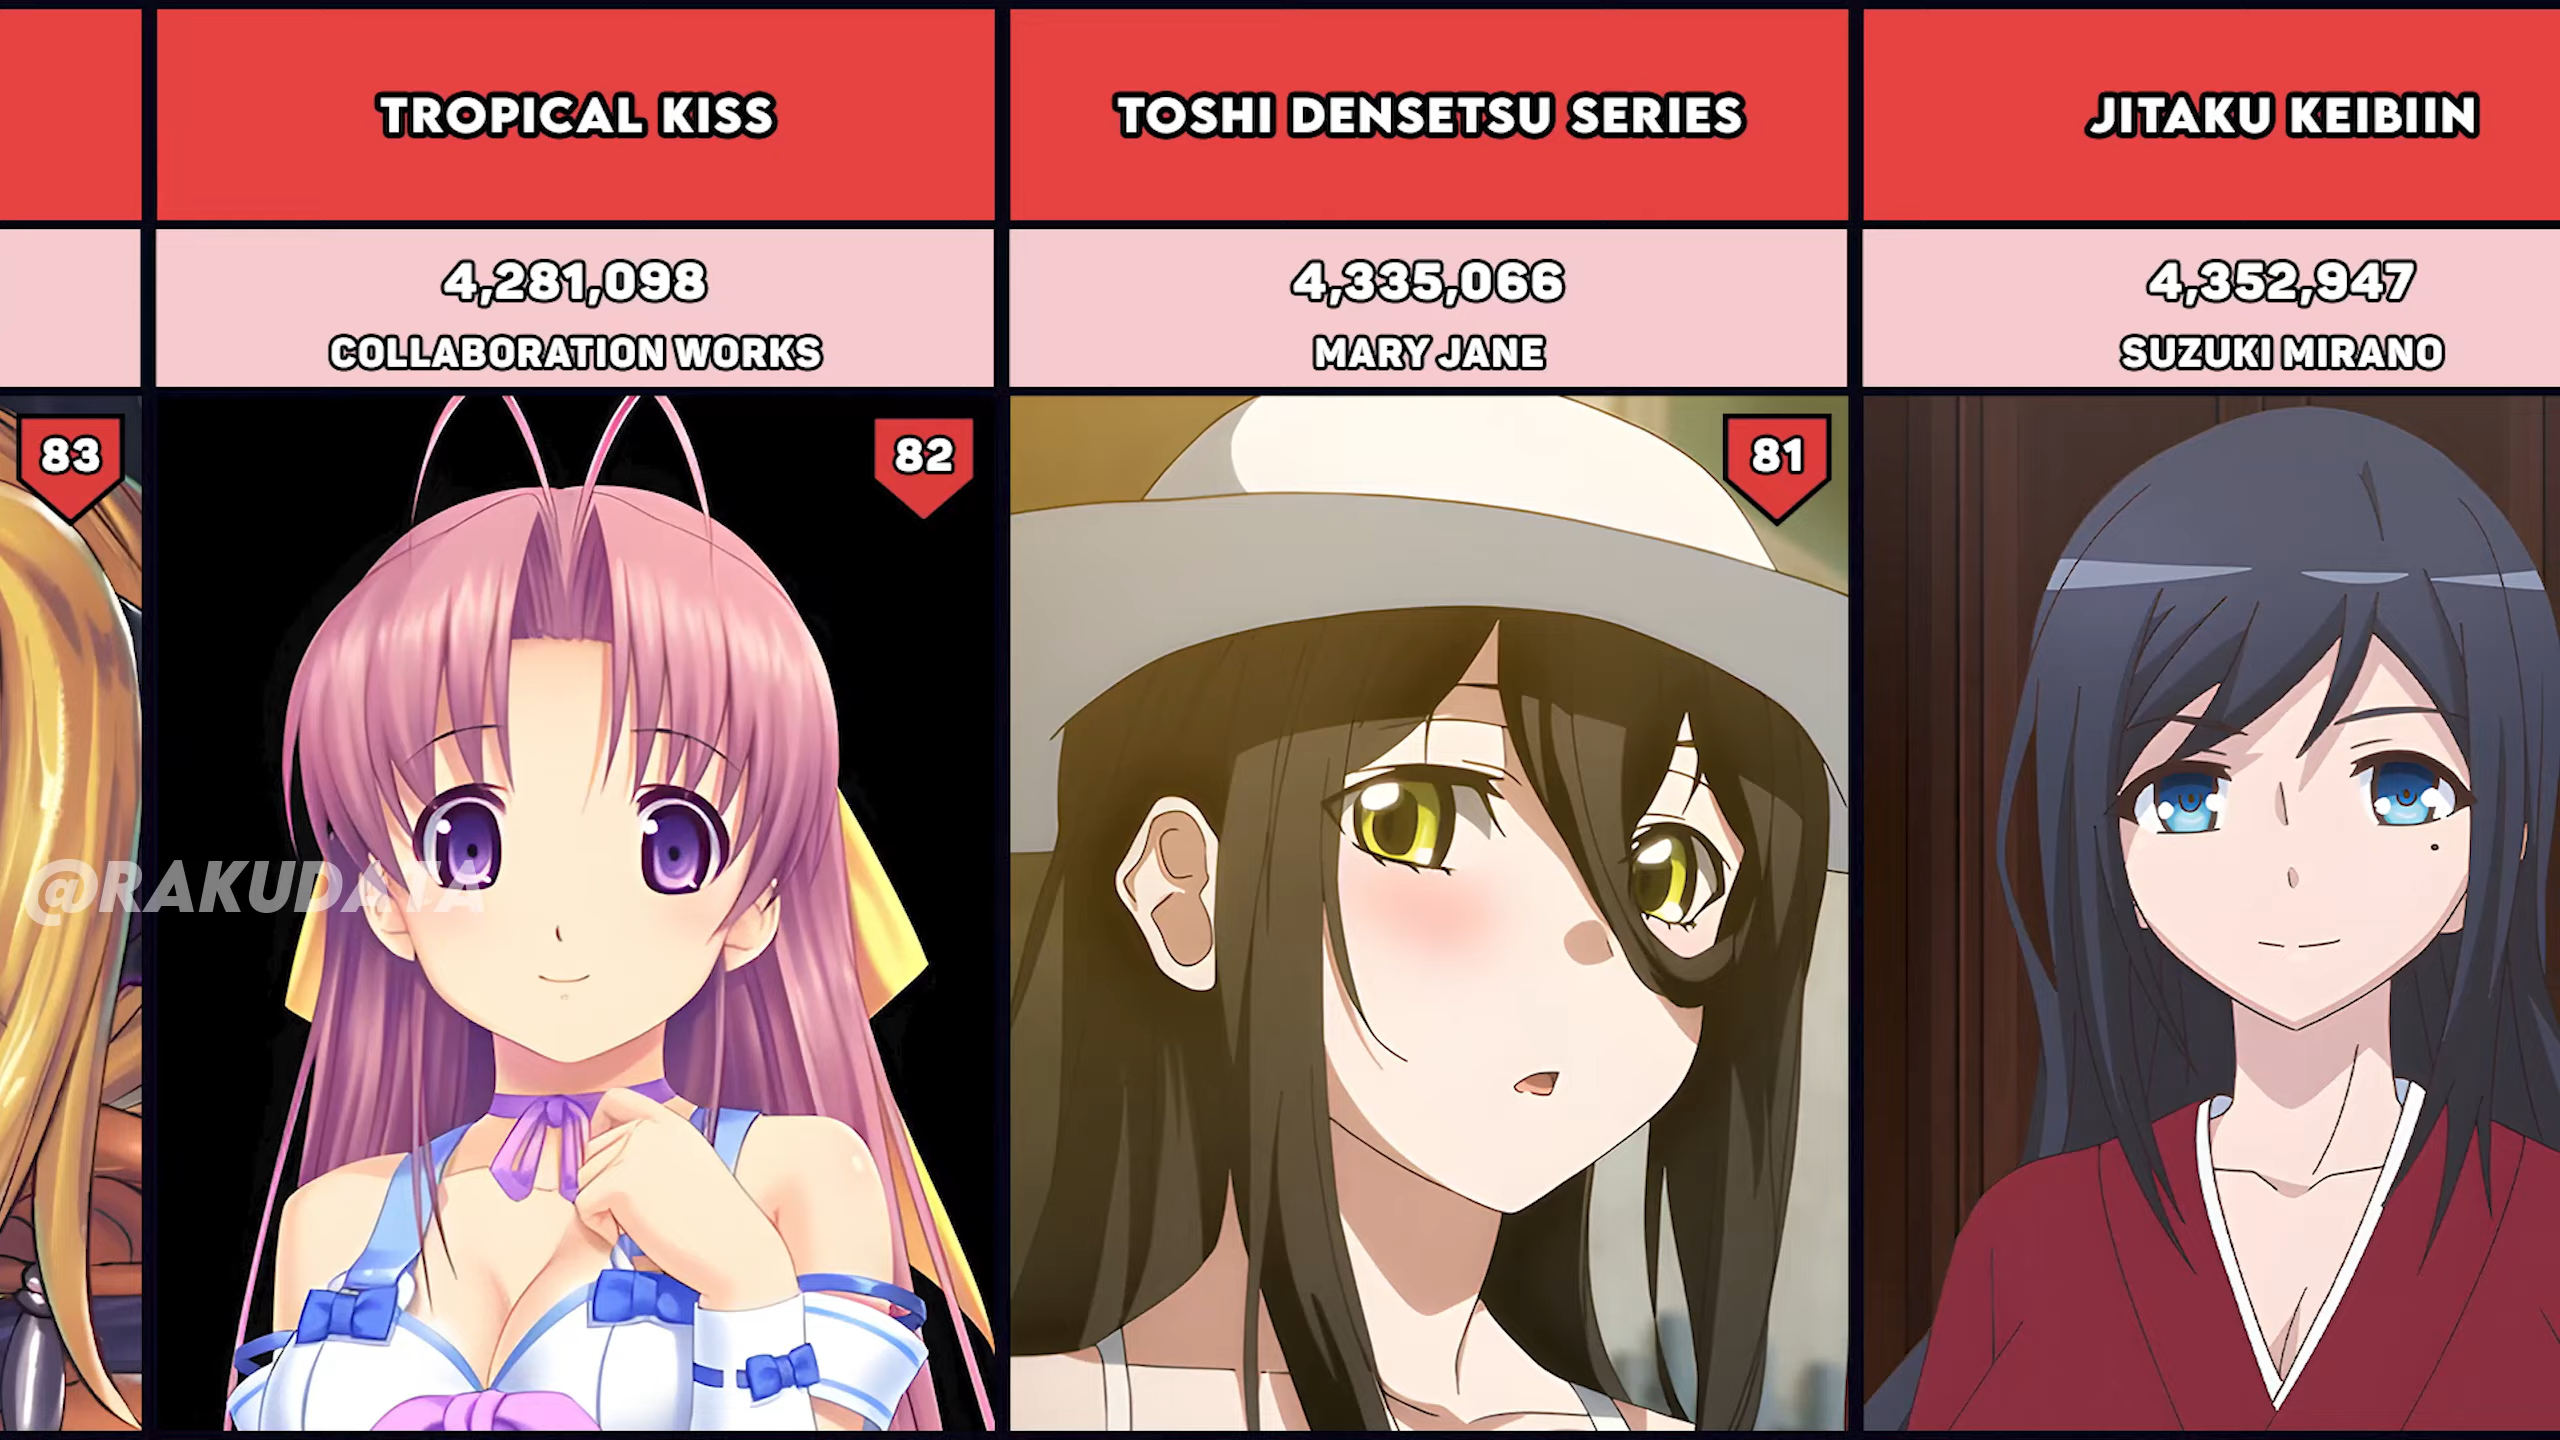 TROPICAL KISS
4,281,098
COLLABORATION WORKS
TOSHI DENSETSU SERIES
4,335,066
MARY JANE
JITAKU KEIBIIN
4,352,947
SUZUKI MIRANO
83
82
81
@RAKUDATA